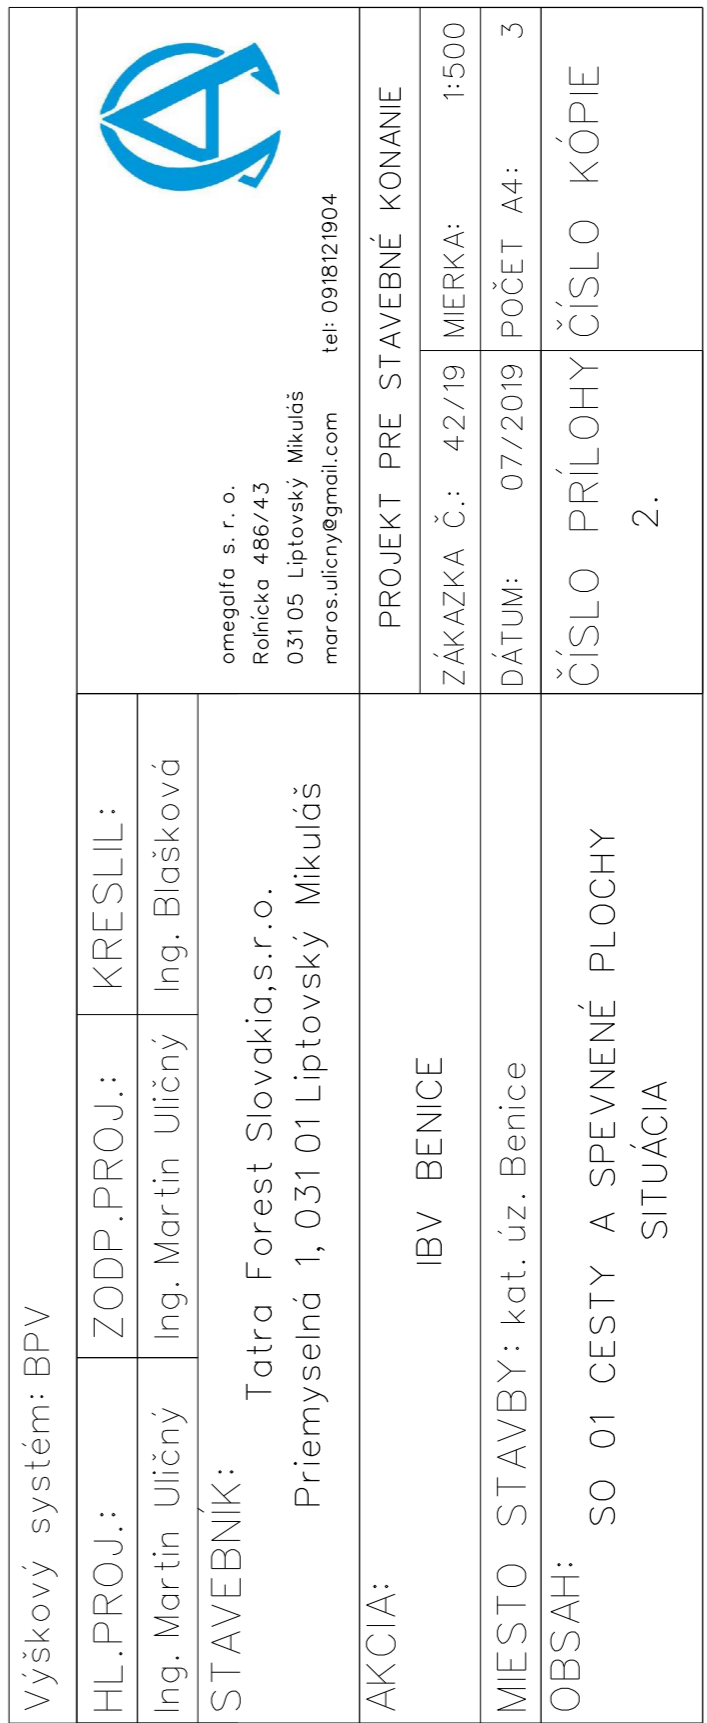 Výškový systém: BPV
HL.PROJ.: ZODP.PROJ.: KRESLIL:
Ing. Martin Uličný Ing. Martin Uličný Ing. Blašková
STAVEBNÍK:
Tatra Forest Slovakia,s.r.o.
Priemyselná 1, 031 01 Liptovský Mikuláš
omegalfa s. r. o.
Roľnícka 486/43
031 05 Liptovský Mikuláš
maros.ulicny@gmail.com tel: 0918121904
AKCIA:
IBV BENICE
PROJEKT PRE STAVEBNÉ KONANIE
ZÁKAZKA Č.: 42/19 MIERKA: 1:500
MIESTO STAVBY: kat. úz. Benice
DÁTUM: 07/2019 POČET A4: 3
OBSAH:
SO 01 CESTY A SPEVNENÉ PLOCHY
SITUÁCIA
ČÍSLO PRÍLOHY ČÍSLO KÓPIE
2.